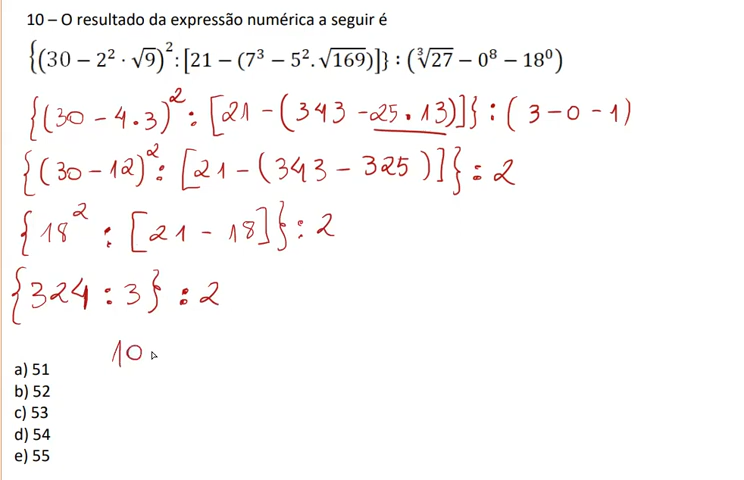 10 – O resultado da expressão numérica a seguir é
{(30 − 2² · √9)² : [21 − (7³ − 5².√169)]} : (∛27 − 0⁸ − 18⁰)
{(30 − 4.3)² : [21 − (343 − 25.13)]} : (3 − 0 − 1)
{(30 − 12)² : [21 − (343 − 325)]} : 2
{18² : [21 − 18]} : 2
{324 : 3} : 2
10
a) 51
b) 52
c) 53
d) 54
e) 55